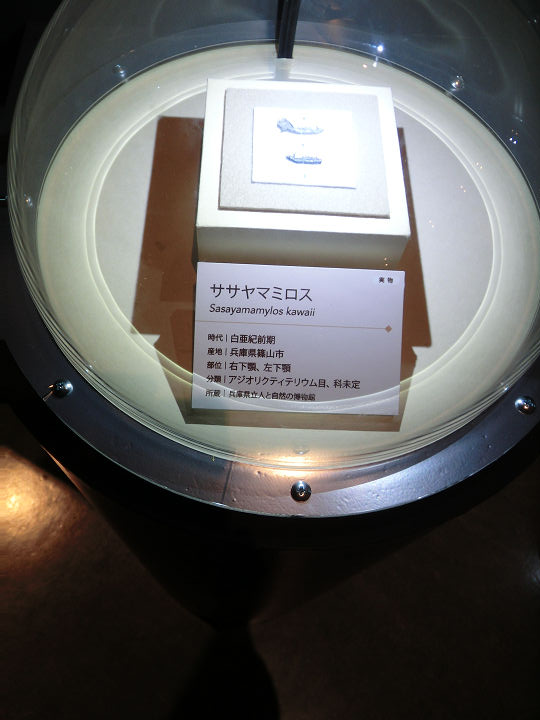 実物
ササヤマミロス
Sasayamamylos kawaii
時代｜白亜紀前期
産地｜兵庫県篠山市
部位｜右下顎、左下顎
分類｜アジオリクティテリウム目、科未定
所蔵｜兵庫県立人と自然の博物館